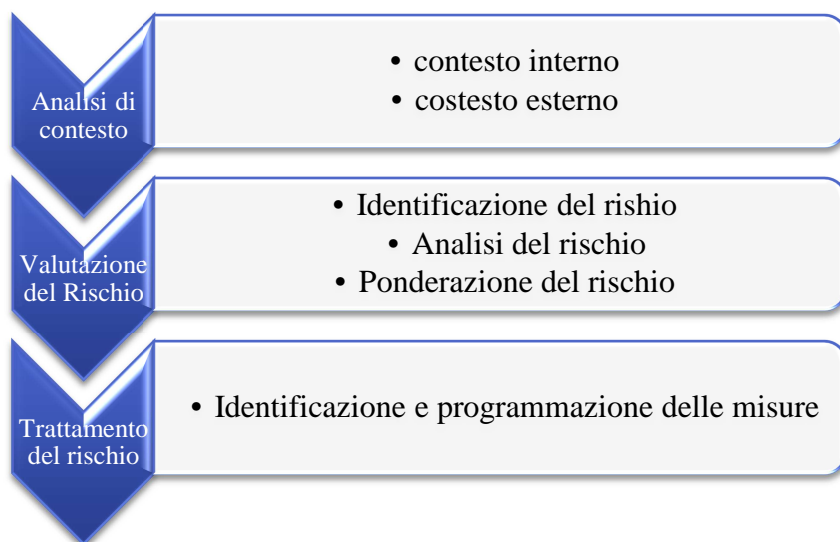 Analisi di
contesto
• contesto interno
• costesto esterno
Valutazione
del Rischio
• Identificazione del rishio
• Analisi del rischio
• Ponderazione del rischio
Trattamento
del rischio
• Identificazione e programmazione delle misure